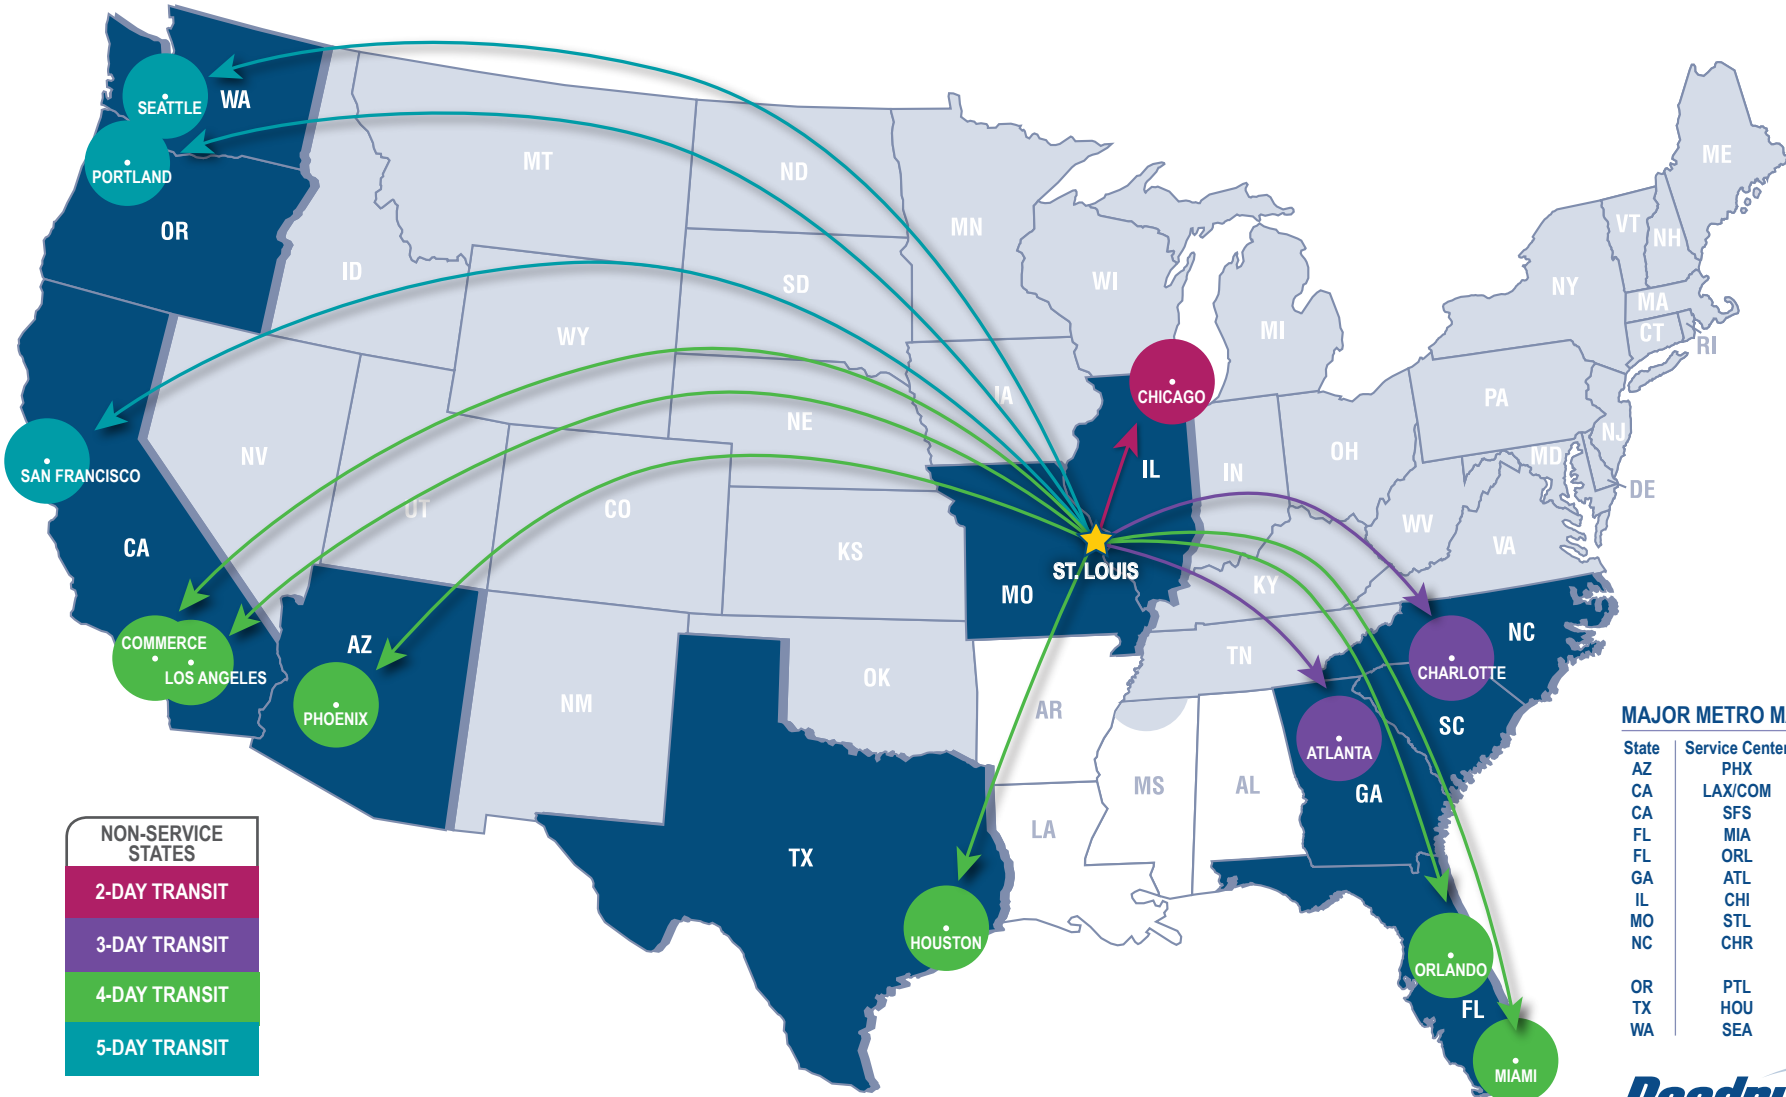 SEATTLE
WA
PORTLAND
OR
MT
ND
MN
ID
SD
WI
MI
WY
ME
VT
NH
NY
MA
CT
RI
CHICAGO
IA
NE
PA
NJ
NV
UT
CO
IL
IN
OH
MD
DE
SAN FRANCISCO
CA
KS
WV
VA
ST. LOUIS
MO
KY
COMMERCE
LOS ANGELES
AZ
PHOENIX
NM
OK
AR
TN
NC
CHARLOTTE
SC
ATLANTA
GA
MS
AL
LA
TX
HOUSTON
ORLANDO
FL
MIAMI
NON-SERVICE
STATES
2-DAY TRANSIT
3-DAY TRANSIT
4-DAY TRANSIT
5-DAY TRANSIT
MAJOR METRO
State Service Center
AZ PHX
CA LAX/COM
CA SFS
FL MIA
FL ORL
GA ATL
IL CHI
MO STL
NC CHR
OR PTL
TX HOU
WA SEA